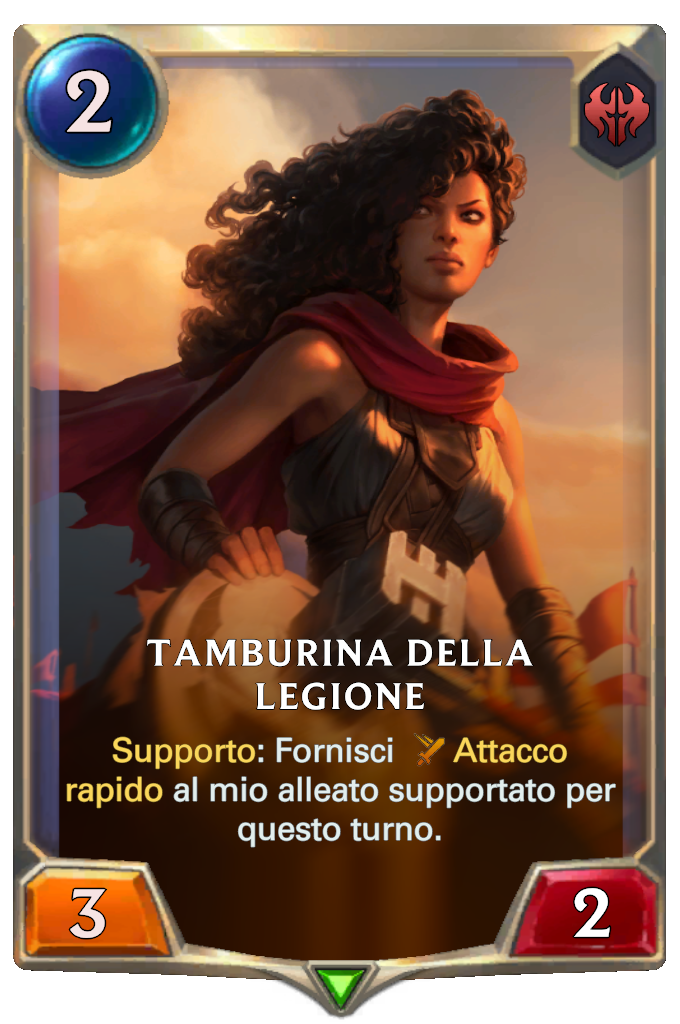 2
TAMBURINA DELLA
LEGIONE
Supporto: Fornisci Attacco
rapido al mio alleato supportato per
questo turno.
3
2